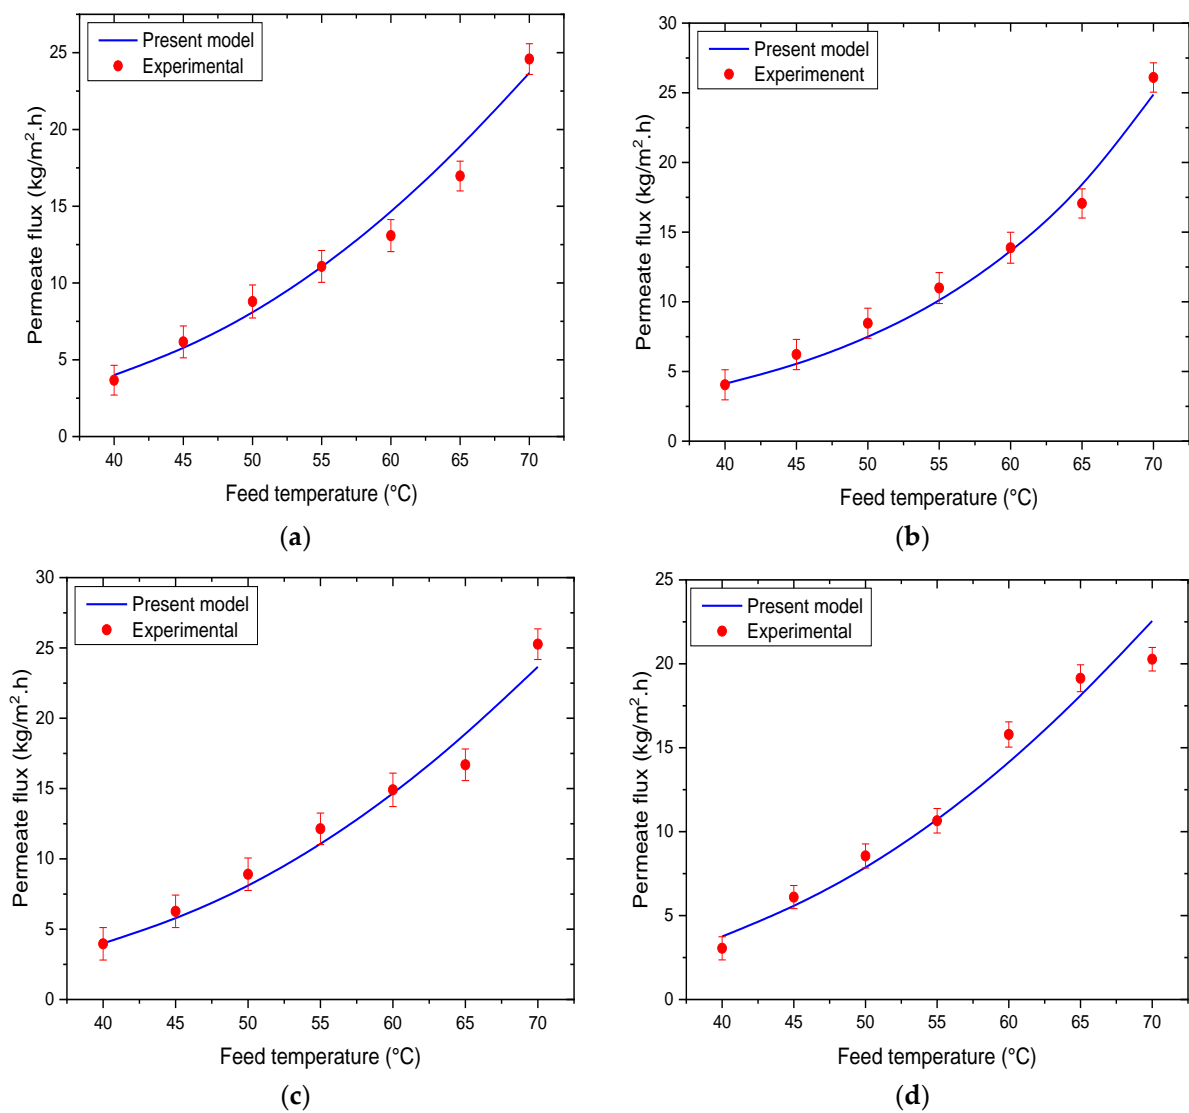 Present model
Experimental
Permeate flux (kg/m².h)
25
20
15
10
5
0
40 45 50 55 60 65 70
Feed temperature (°C)
(a)
Present model
Experimenent
Permeate flux (kg/m².h)
30
25
20
15
10
5
0
40 45 50 55 60 65 70
Feed temperature (°C)
(b)
Present model
Experimental
Permeate flux (kg/m².h)
30
25
20
15
10
5
0
40 45 50 55 60 65 70
Feed temperature (°C)
(c)
Present model
Experimental
Permeate flux (kg/m².h)
25
20
15
10
5
0
40 45 50 55 60 65 70
Feed temperature (°C)
(d)